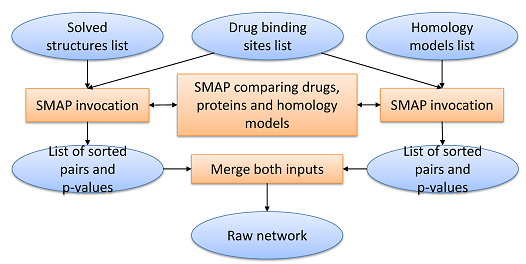 Solved
structures list
Drug binding
sites list
Homology
models list
SMAP invocation
SMAP comparing drugs,
proteins and homology
models
SMAP invocation
List of sorted
pairs and
p-values
Merge both inputs
List of sorted
pairs and
p-values
Raw network